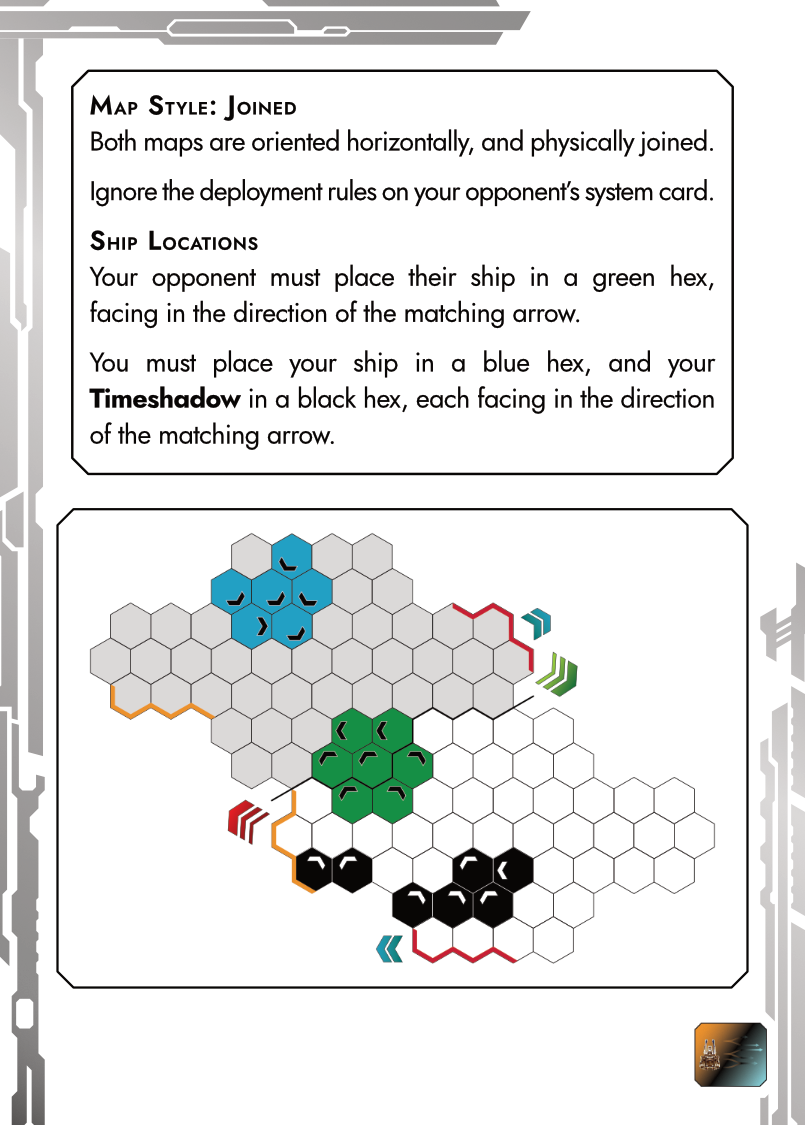 Map Style: Joined
Both maps are oriented horizontally, and physically joined.
Ignore the deployment rules on your opponent's system card.
Ship Locations
Your opponent must place their ship in a green hex,
facing in the direction of the matching arrow.
You must place your ship in a blue hex, and your
Timeshadow in a black hex, each facing in the direction
of the matching arrow.